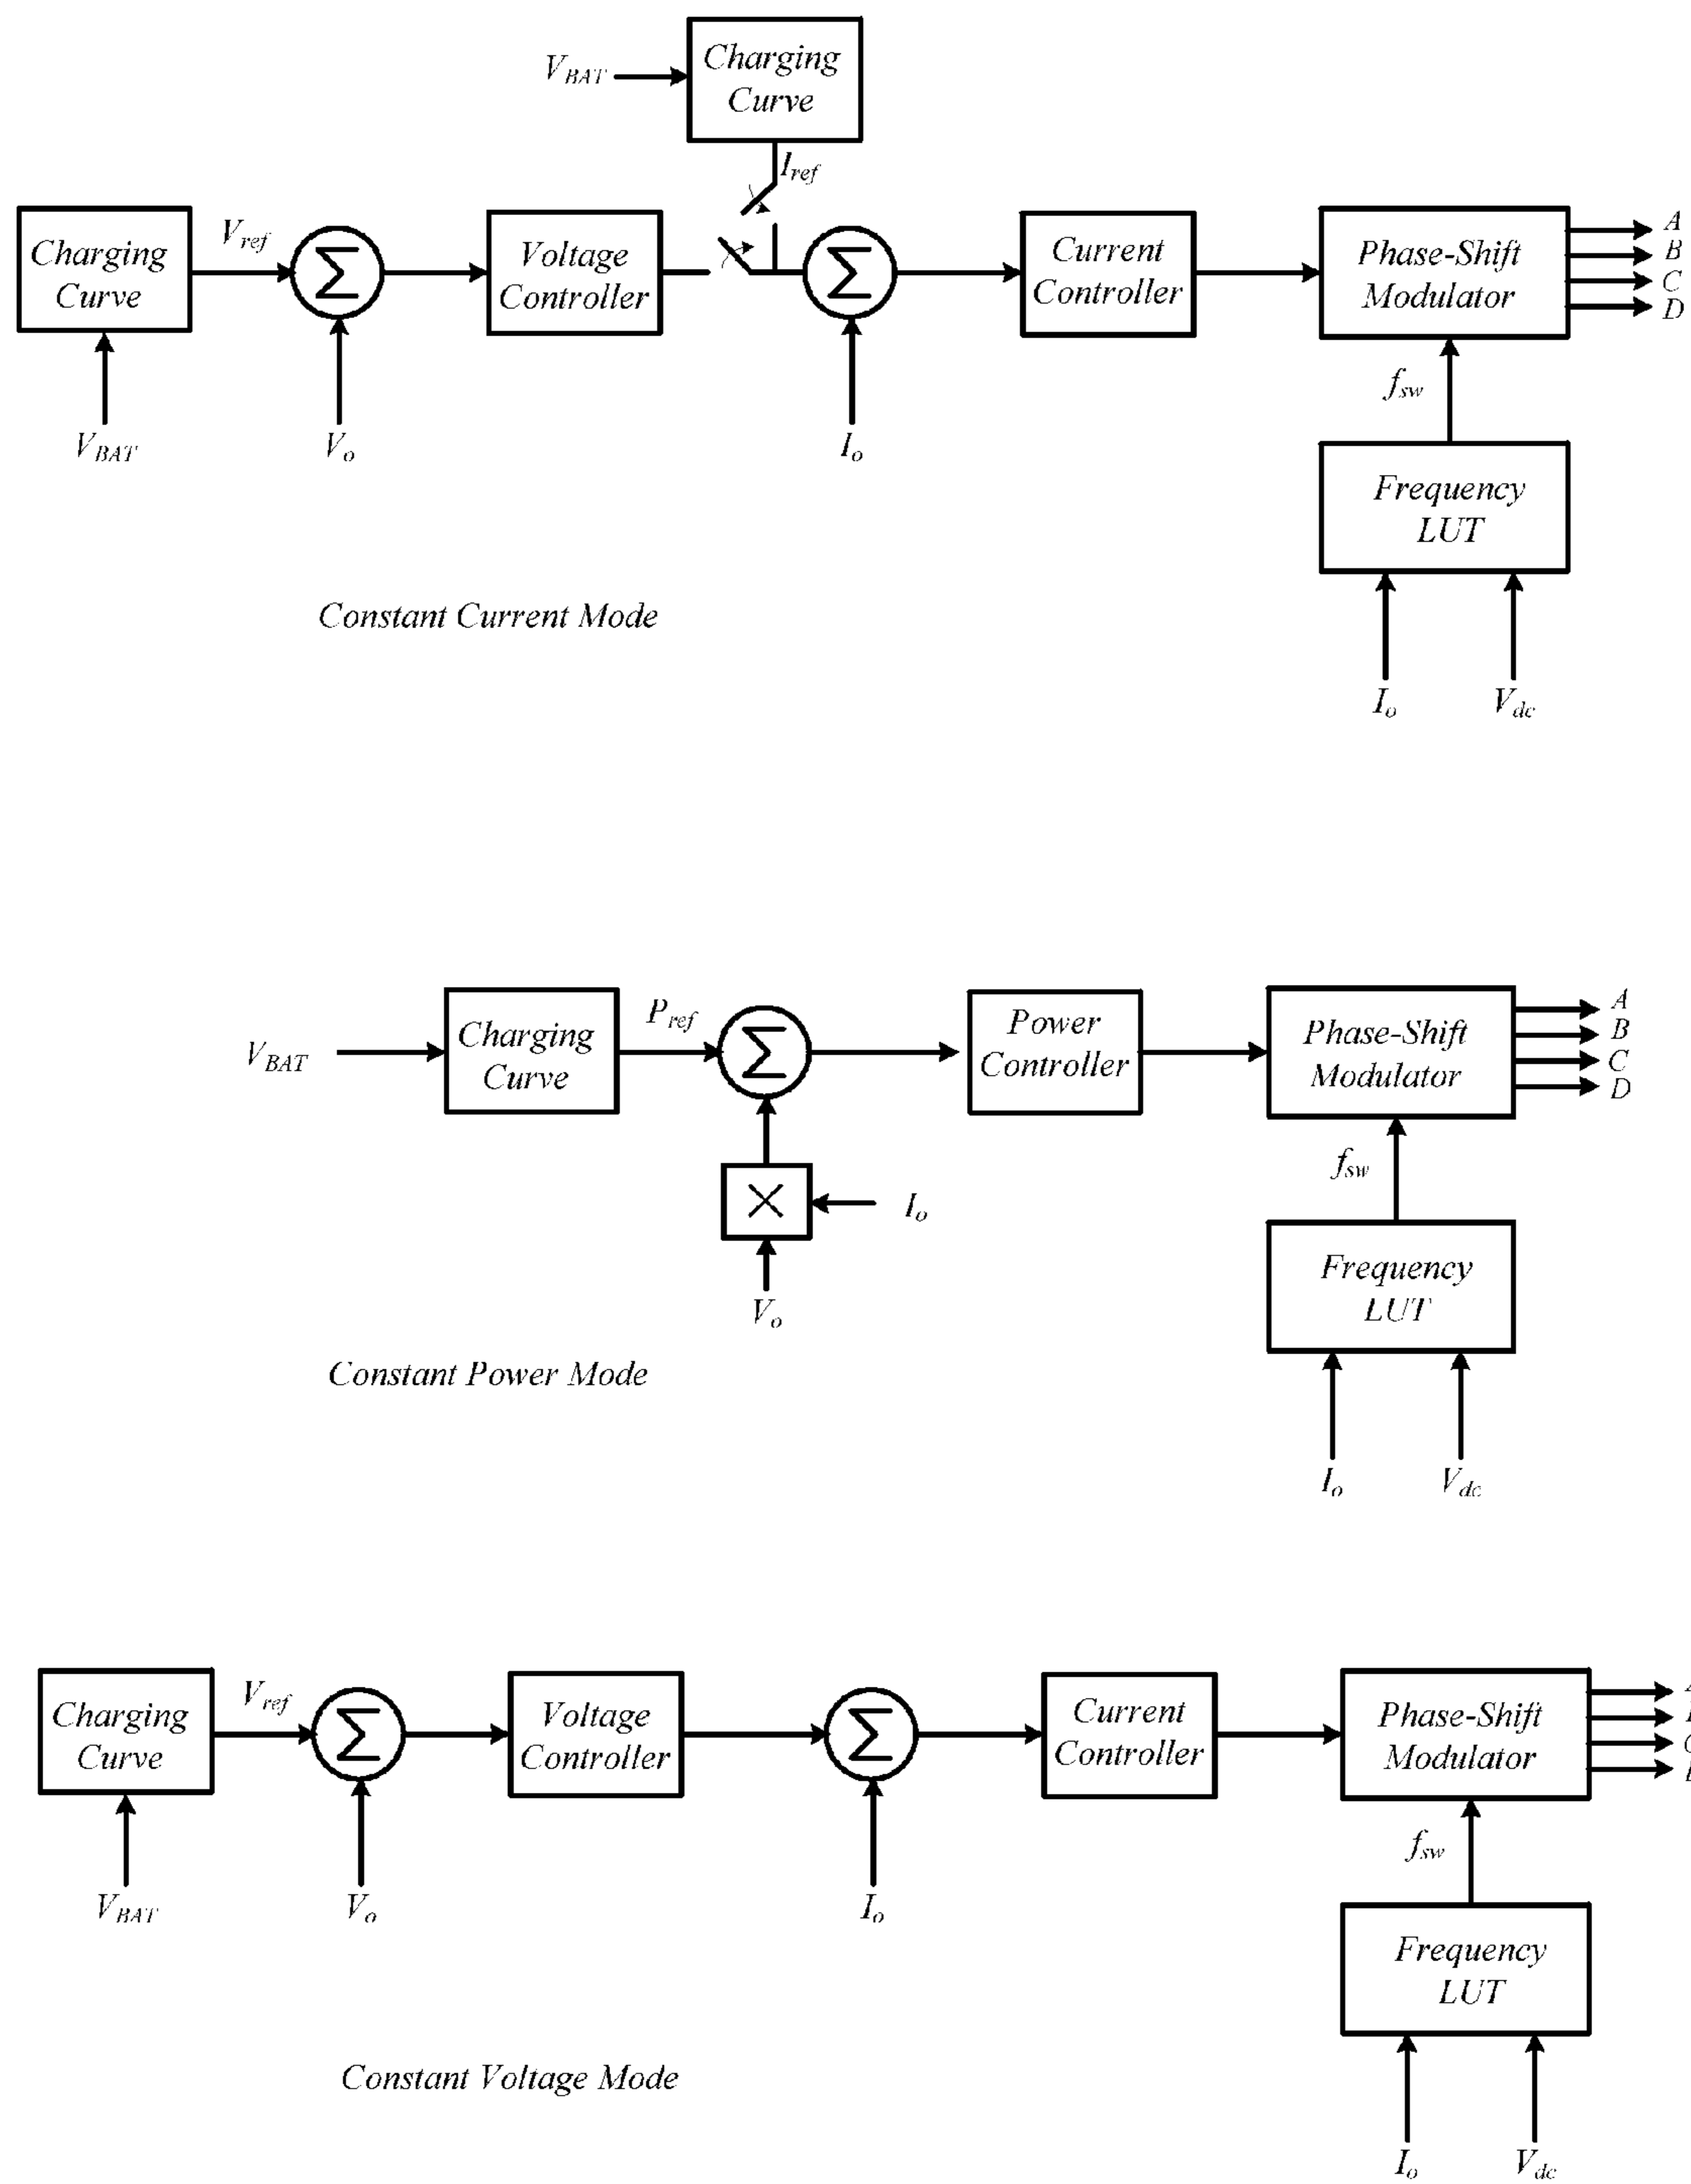 V_BAT
Charging
Curve
I_ref
Charging
Curve
V_ref
Σ
Voltage
Controller
Σ
Current
Controller
Phase-Shift
Modulator
A
B
C
D
V_BAT
V_o
I_o
f_sw
Frequency
LUT
Constant Current Mode
I_o
V_dc
V_BAT
Charging
Curve
P_ref
Σ
Power
Controller
Phase-Shift
Modulator
A
B
C
D
×
I_o
V_o
f_sw
Frequency
LUT
Constant Power Mode
I_o
V_dc
Charging
Curve
V_ref
Σ
Voltage
Controller
Σ
Current
Controller
Phase-Shift
Modulator
V_BAT
V_o
I_o
f_sw
Frequency
LUT
Constant Voltage Mode
I_o
V_dc